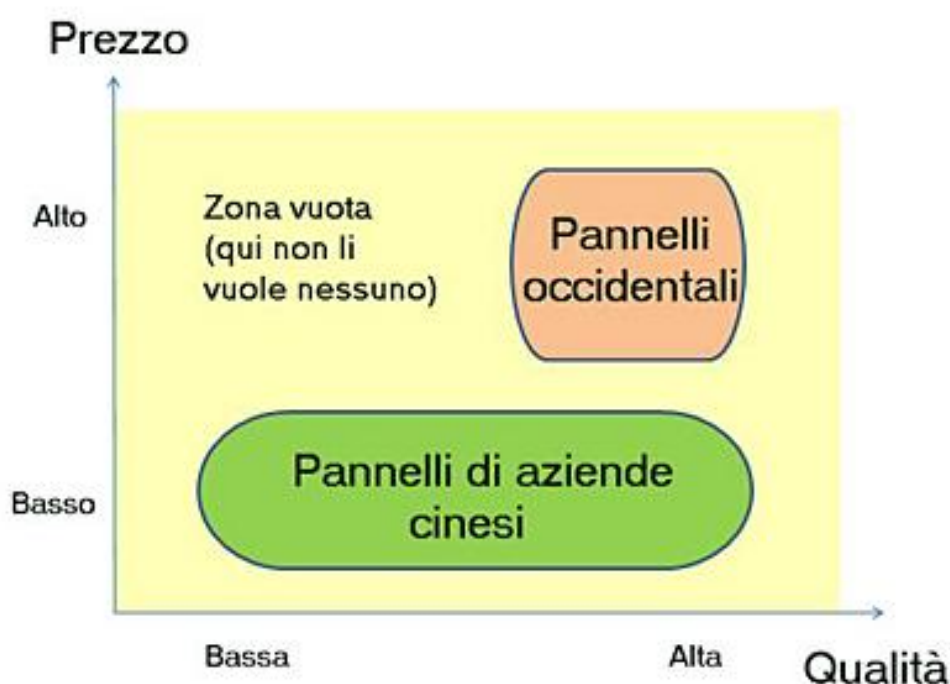 Prezzo
Alto
Zona vuota
(qui non li
vuole nessuno)
Pannelli
occidentali
Basso
Pannelli di aziende
cinesi
Bassa
Alta
Qualità